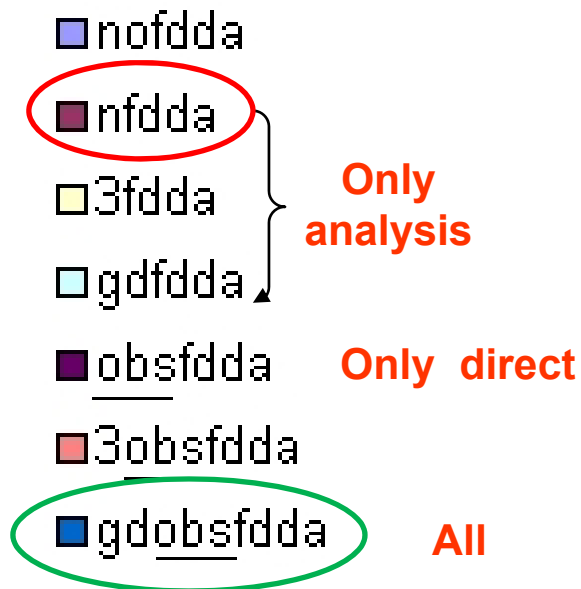 nofdda
nfdda
3fdda
Only
analysis
gdfdda
obsfdda Only direct
3obsfdda
gdobsfdda All